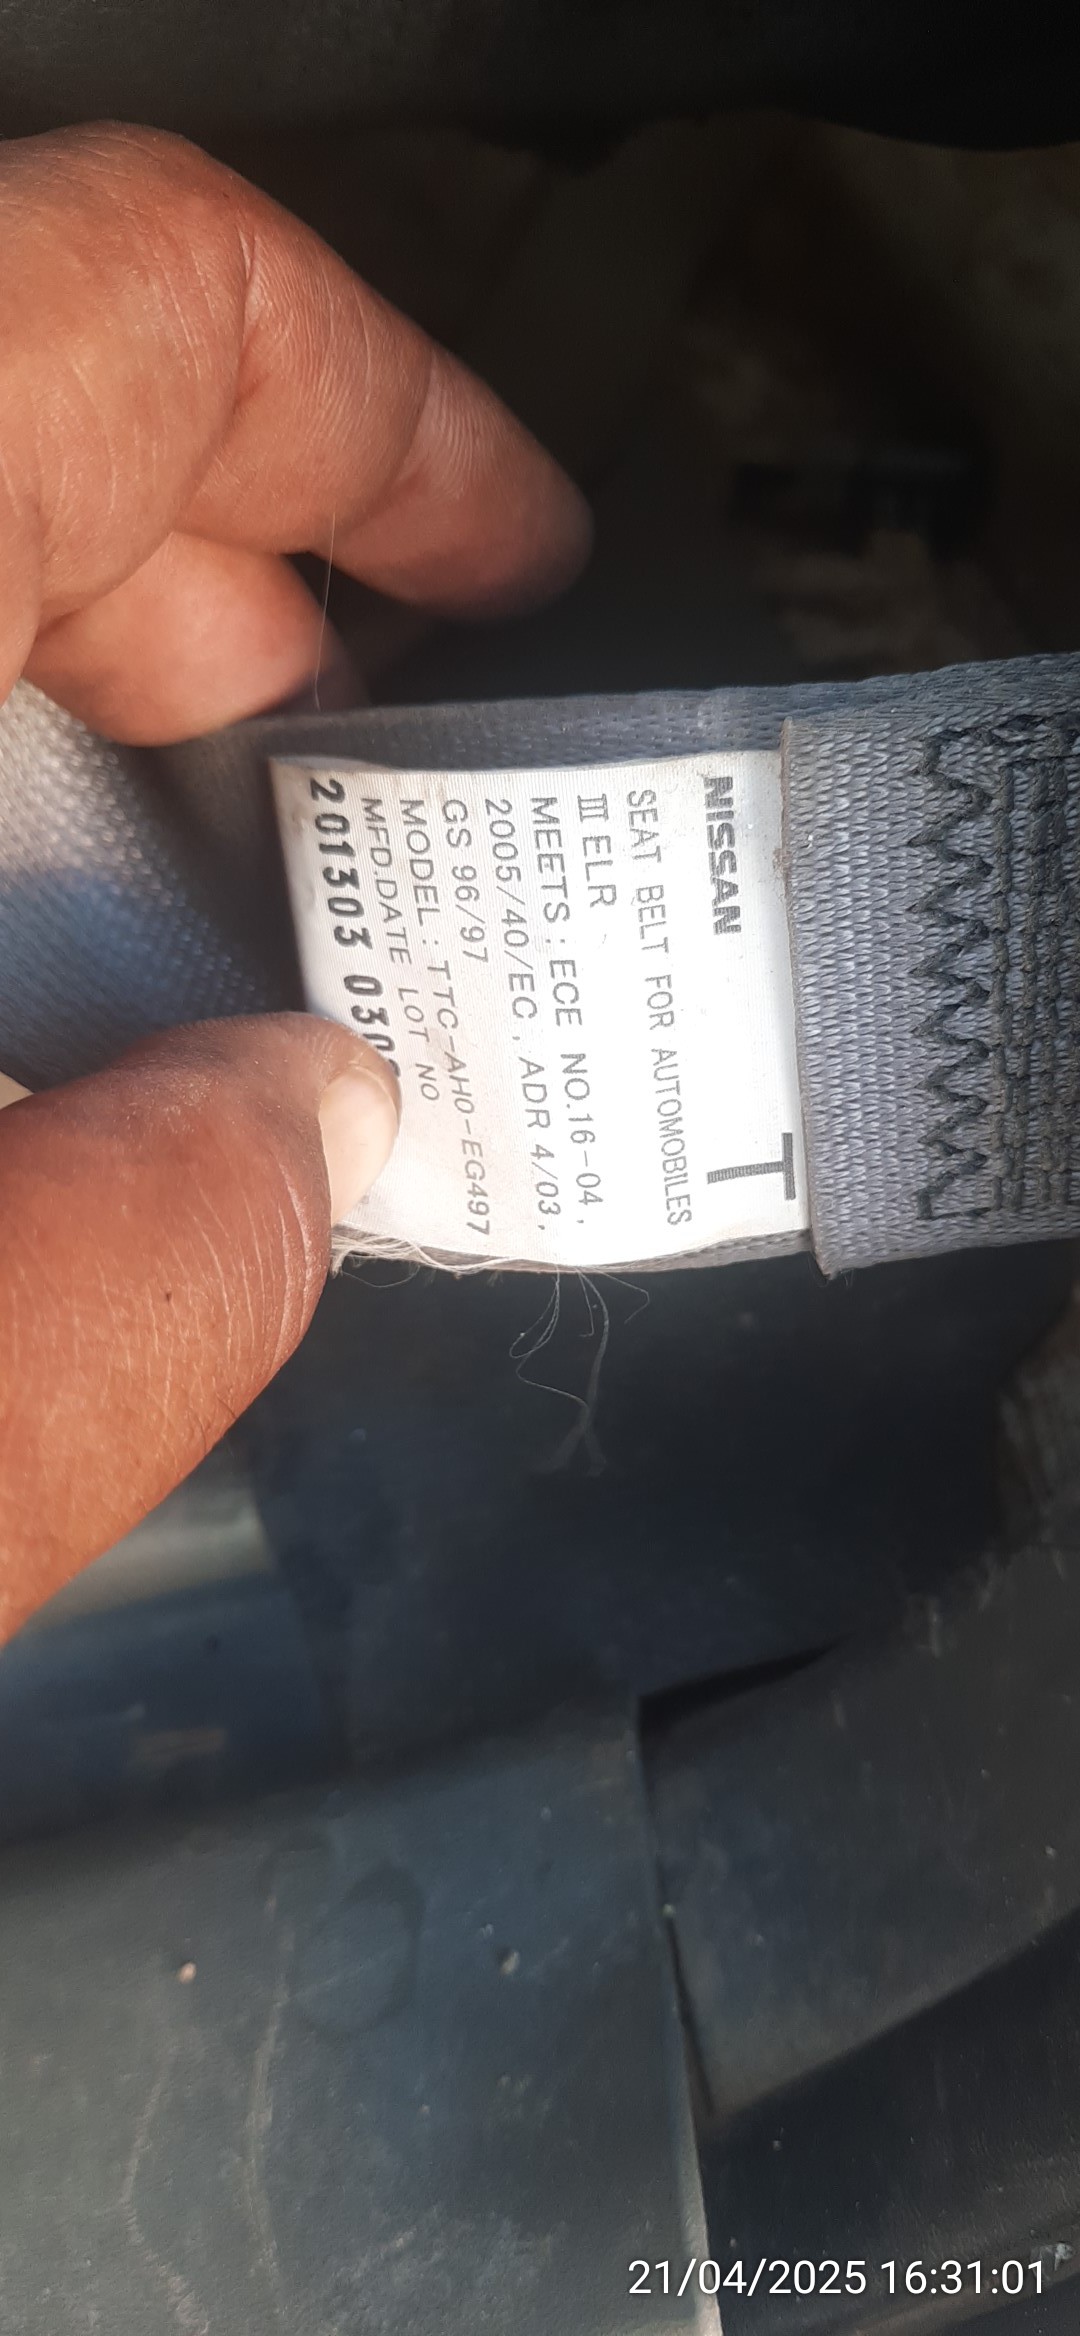 NISSAN T
SEAT BELT FOR AUTOMOBILES
III ELR
MEETS : ECE NO.16-04,
2005/40/EC, ADR 4/03,
GS 96/97
MODEL : TTC-AH0-EG497
MFD.DATE LOT NO
201303
21/04/2025 16:31:01